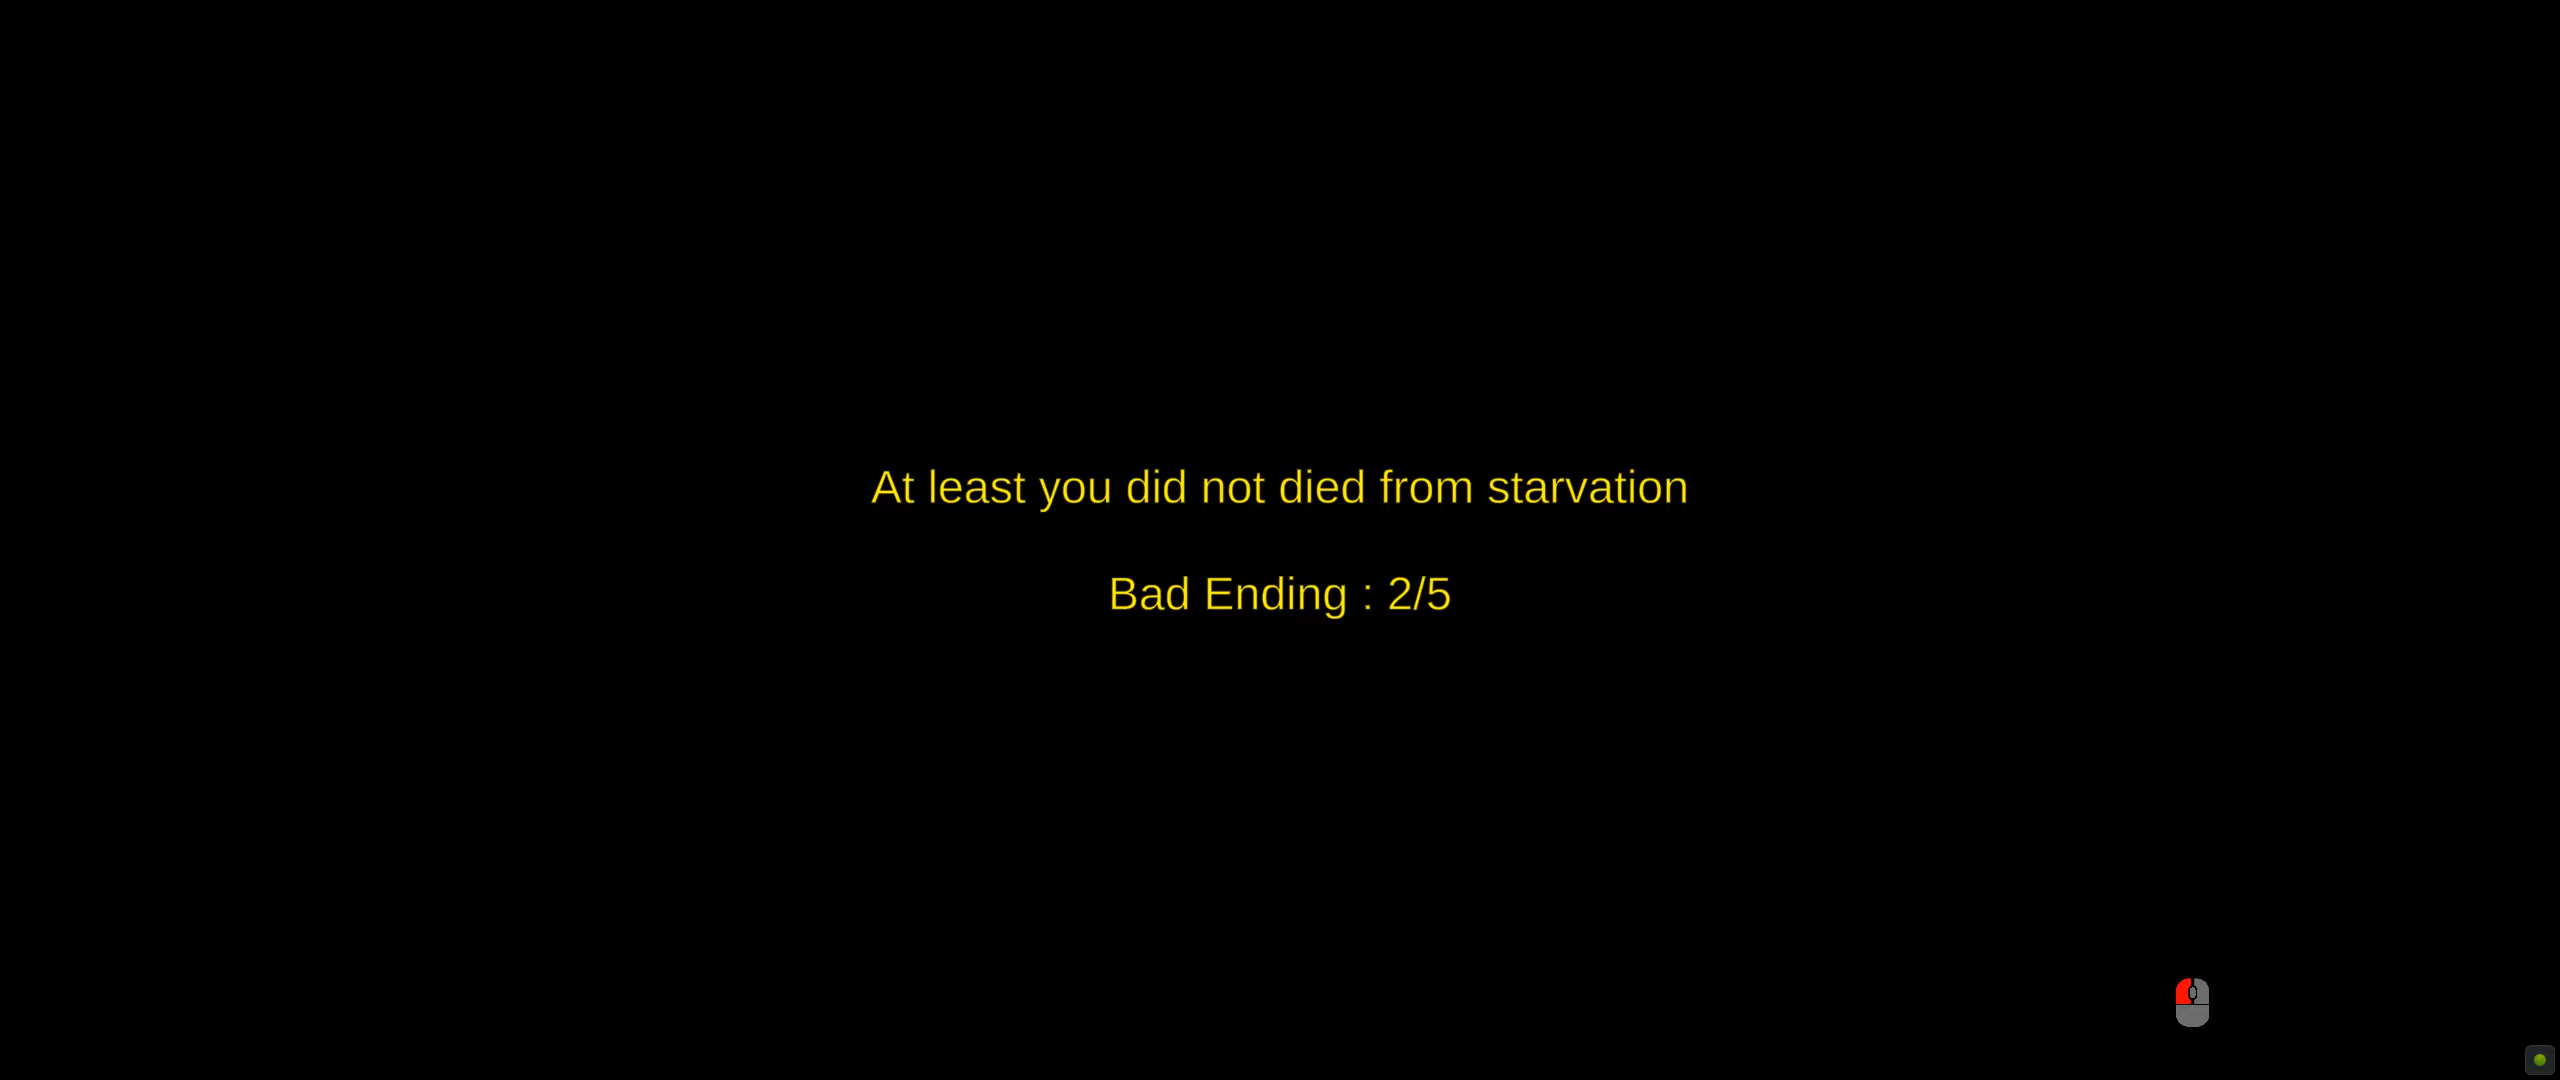 At least you did not died from starvation
Bad Ending : 2/5